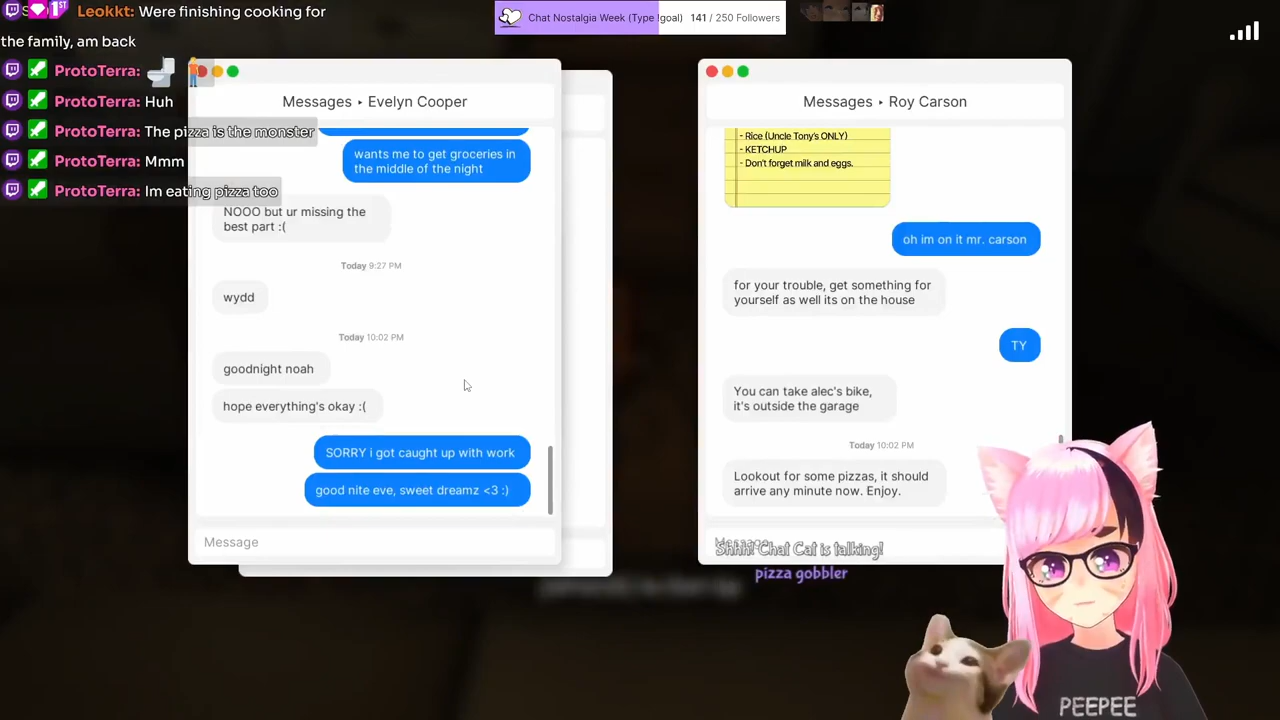 Leokkt: Were finishing cooking for
the family, am back
ProtoTerra:
ProtoTerra: Huh
ProtoTerra: The pizza is the monster
ProtoTerra: Mmm
ProtoTerra: Im eating pizza too
Chat Nostalgia Week (Type !goal) 141 / 250 Followers
Messages ‣ Evelyn Cooper
wants me to get groceries in
the middle of the night
NOOO but ur missing the
best part :(
Today 9:27 PM
wydd
Today 10:02 PM
goodnight noah
hope everything's okay :(
SORRY i got caught up with work
good nite eve, sweet dreamz <3 :)
Message
Messages ‣ Roy Carson
- Rice (Uncle Tony's ONLY)
- KETCHUP
- Don't forget milk and eggs.
oh im on it mr. carson
for your trouble, get something for
yourself as well its on the house
TY
You can take alec's bike,
it's outside the garage
Today 10:02 PM
Lookout for some pizzas, it should
arrive any minute now. Enjoy.
Shhh! Chat Cat is talking!
pizza gobbler
PEEPEE